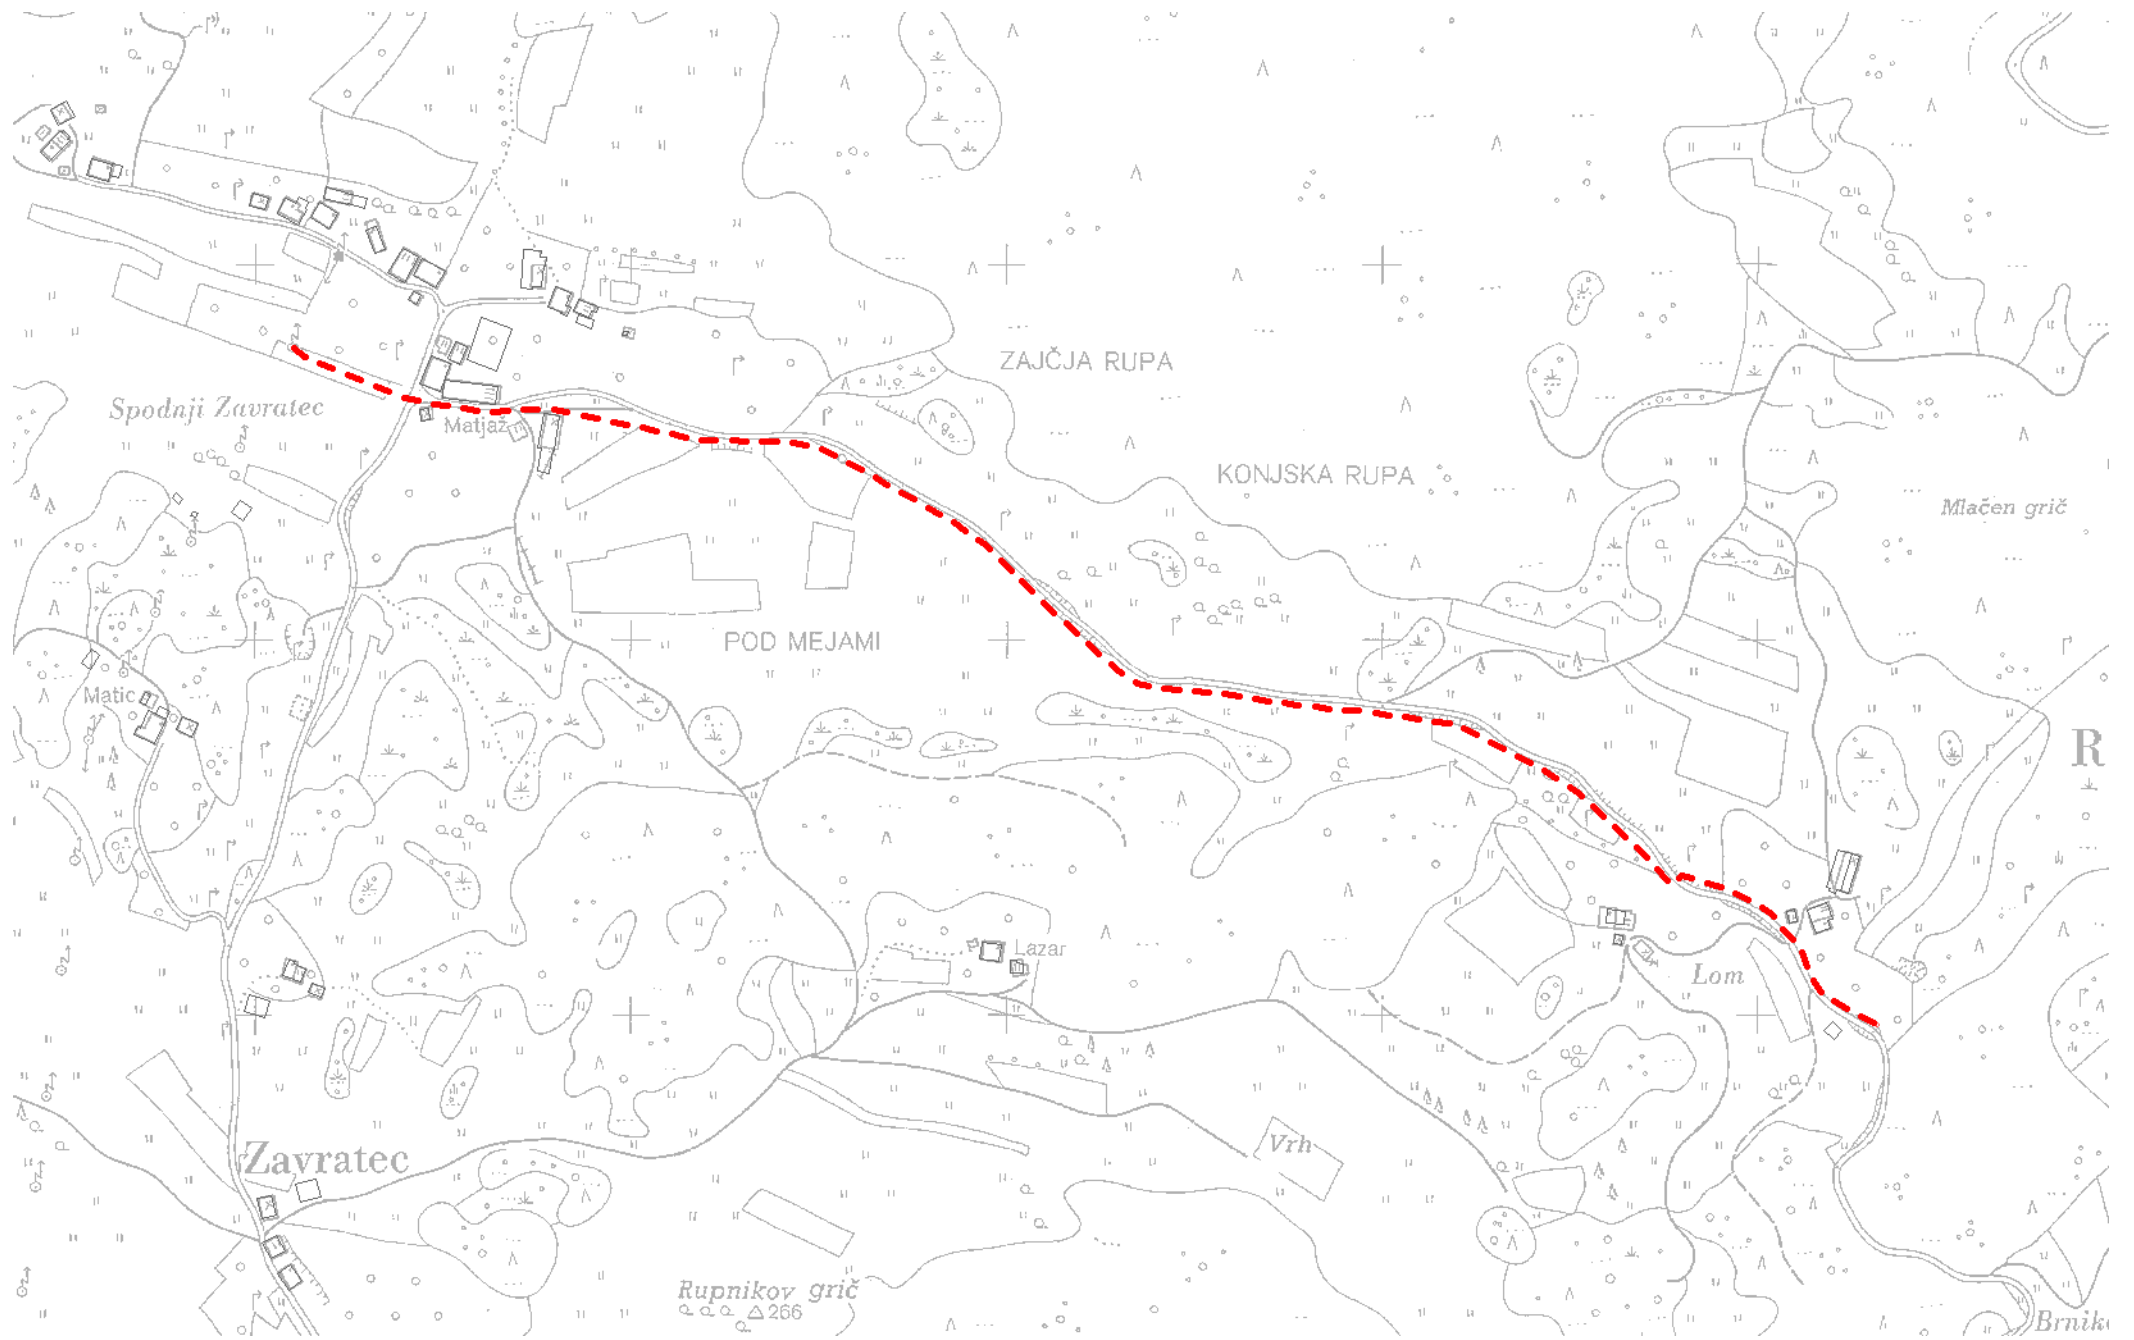 ZAJČJA RUPA
Spodnji Zavratec
Matjaž
KONJSKA RUPA
Mlačen grič
POD MEJAMI
Matic
R
Lazar
Lom
Vrh
Zavratec
Rupnikov grič
266
Brnik